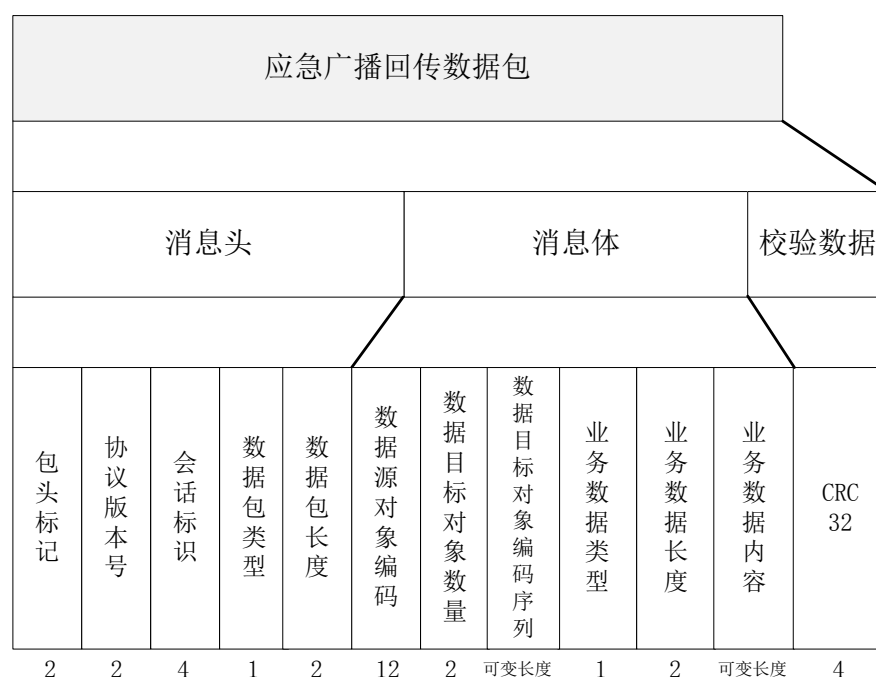 应急广播回传数据包
消息头
消息体
校验数据
包头标记
协议版本号
会话标识
数据包类型
数据包长度
数据源对象编码
数据目标对象数量
数据目标对象编码序列
业务数据类型
业务数据长度
业务数据内容
CRC
32
2
2
4
1
2
12
2
可变长度
1
2
可变长度
4